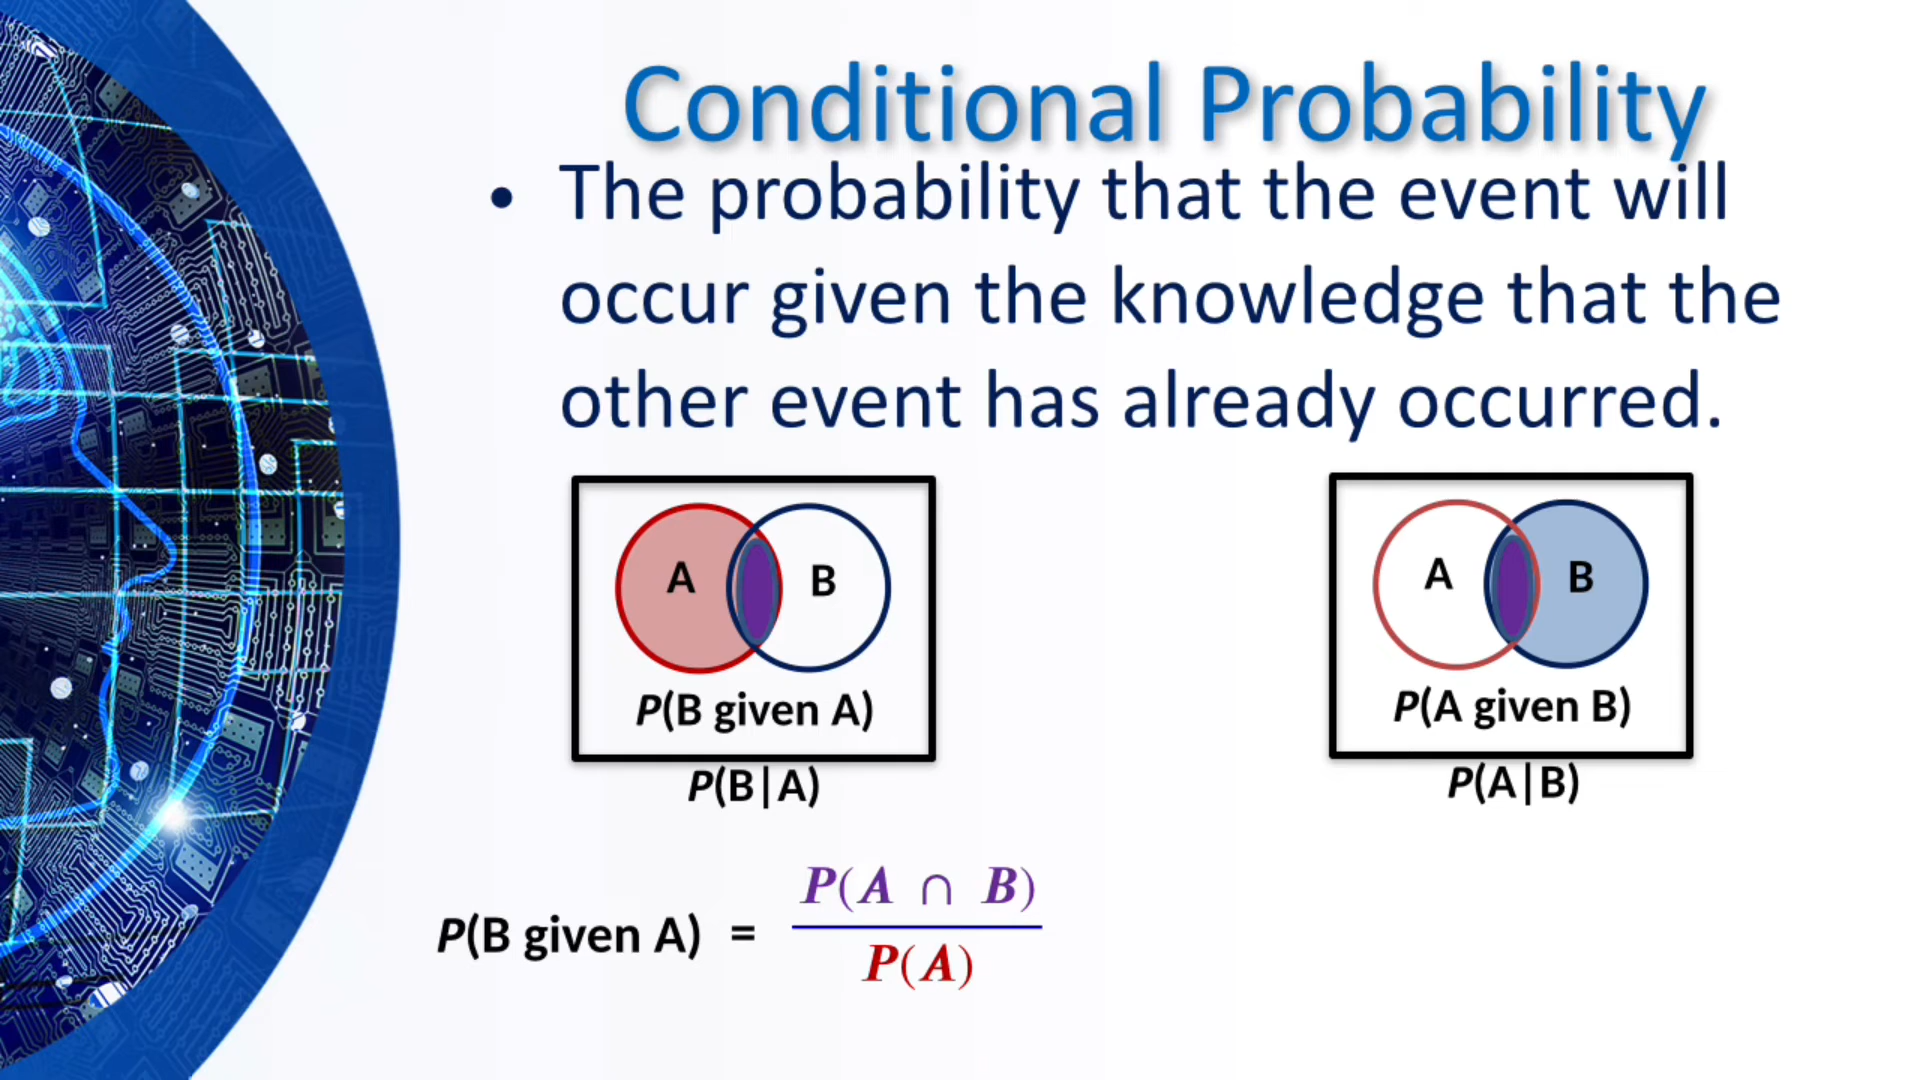 Conditional Probability
• The probability that the event will
occur given the knowledge that the
other event has already occurred.
A B
P(B given A)
P(B|A)
A B
P(A given B)
P(A|B)
P(B given A) = P(A ∩ B)
P(A)